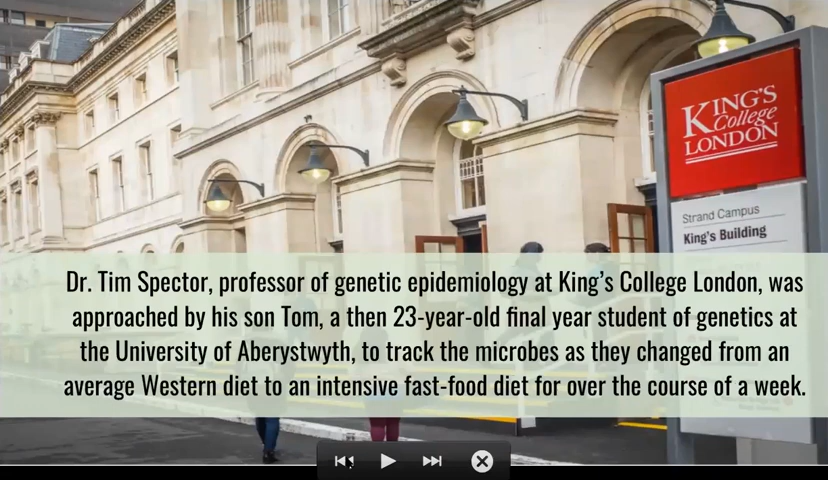 KING'S
College
LONDON
Strand Campus
King's Building
Dr. Tim Spector, professor of genetic epidemiology at King's College London, was
approached by his son Tom, a then 23-year-old final year student of genetics at
the University of Aberystwyth, to track the microbes as they changed from an
average Western diet to an intensive fast-food diet for over the course of a week.